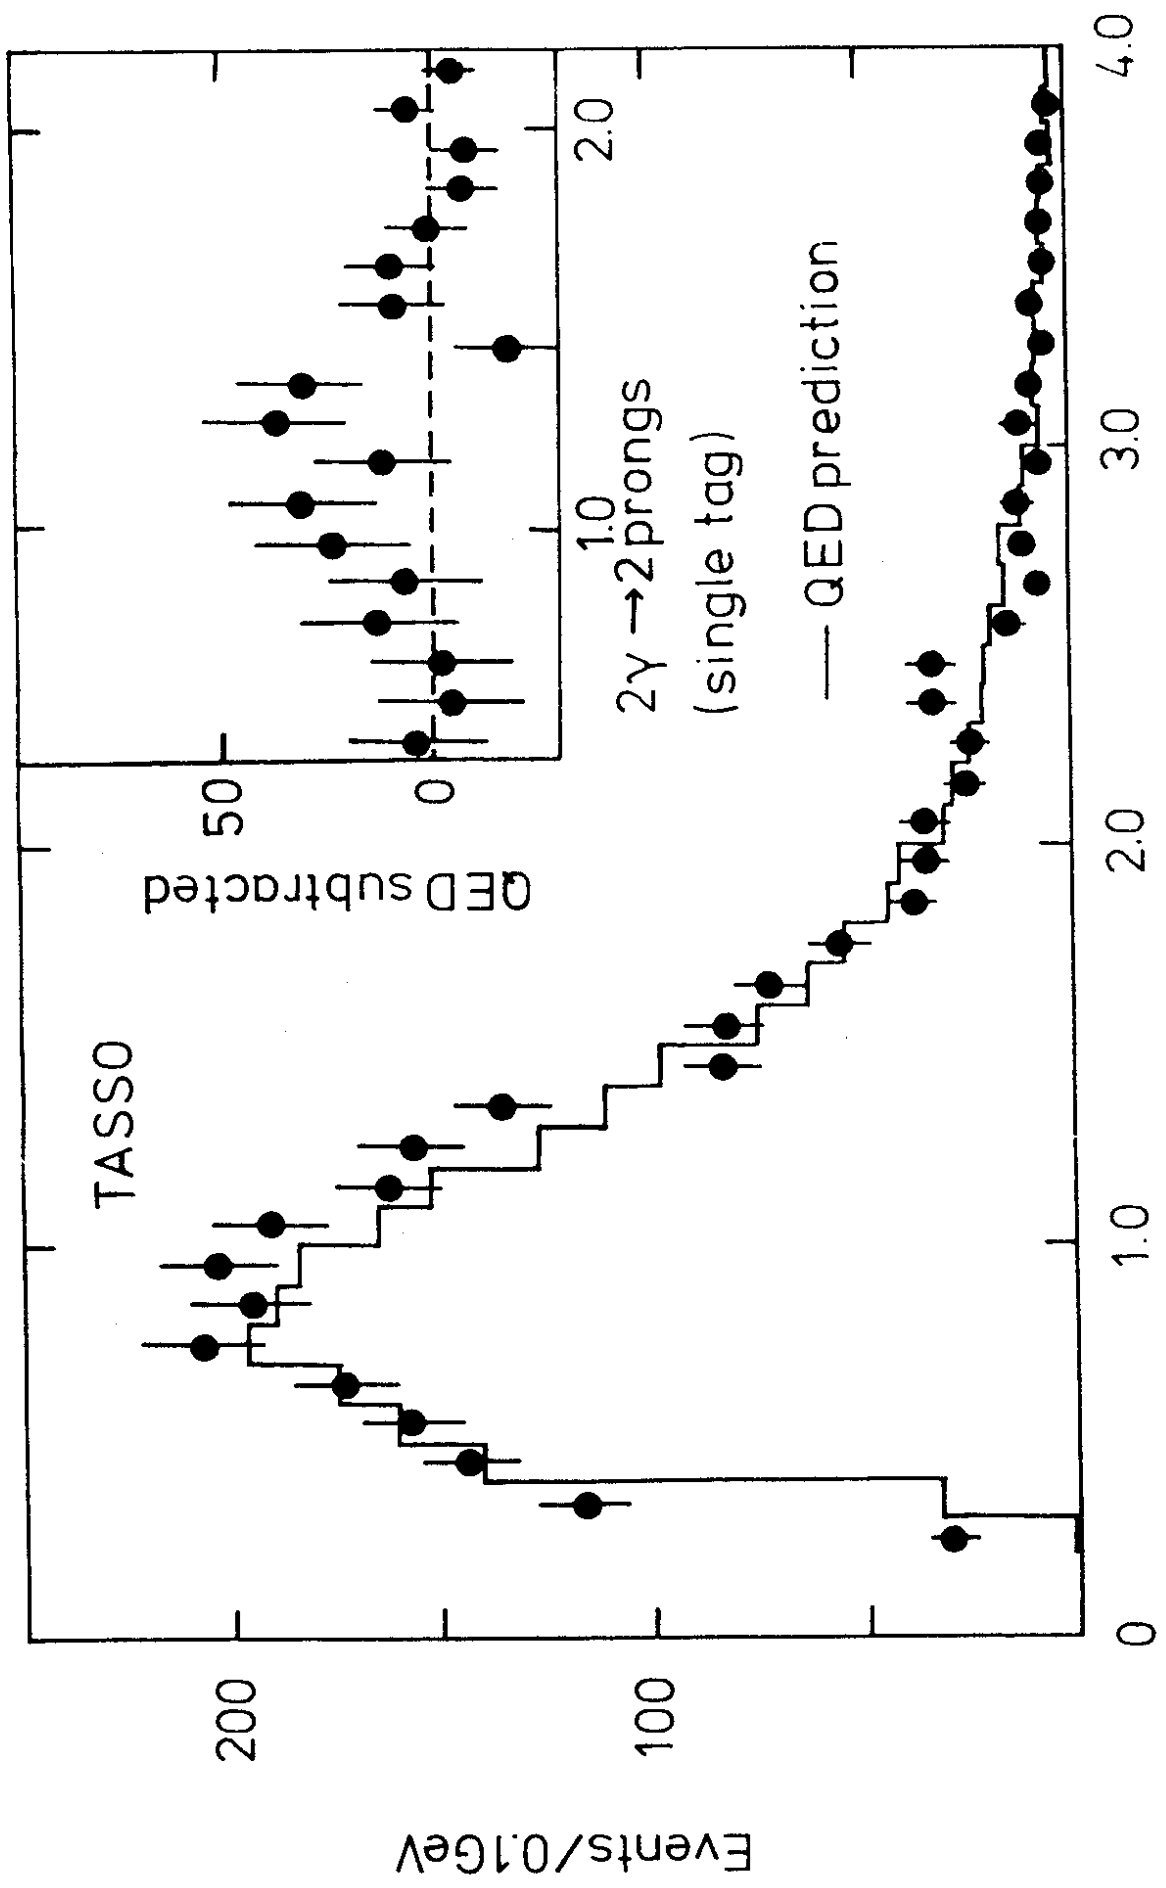 TASSO
QED subtracted
50
0
1.0
2.0
2γ →2 prongs
(single tag)
— QED prediction
Events/0.1GeV
200
100
0
1.0
2.0
3.0
4.0